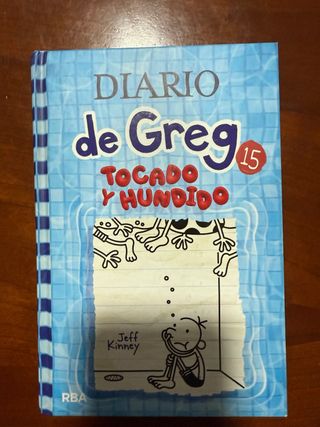 DIARIO
de Greg
15
TOCADO
Y HUNDIDO
Jeff
Kinney
RBA